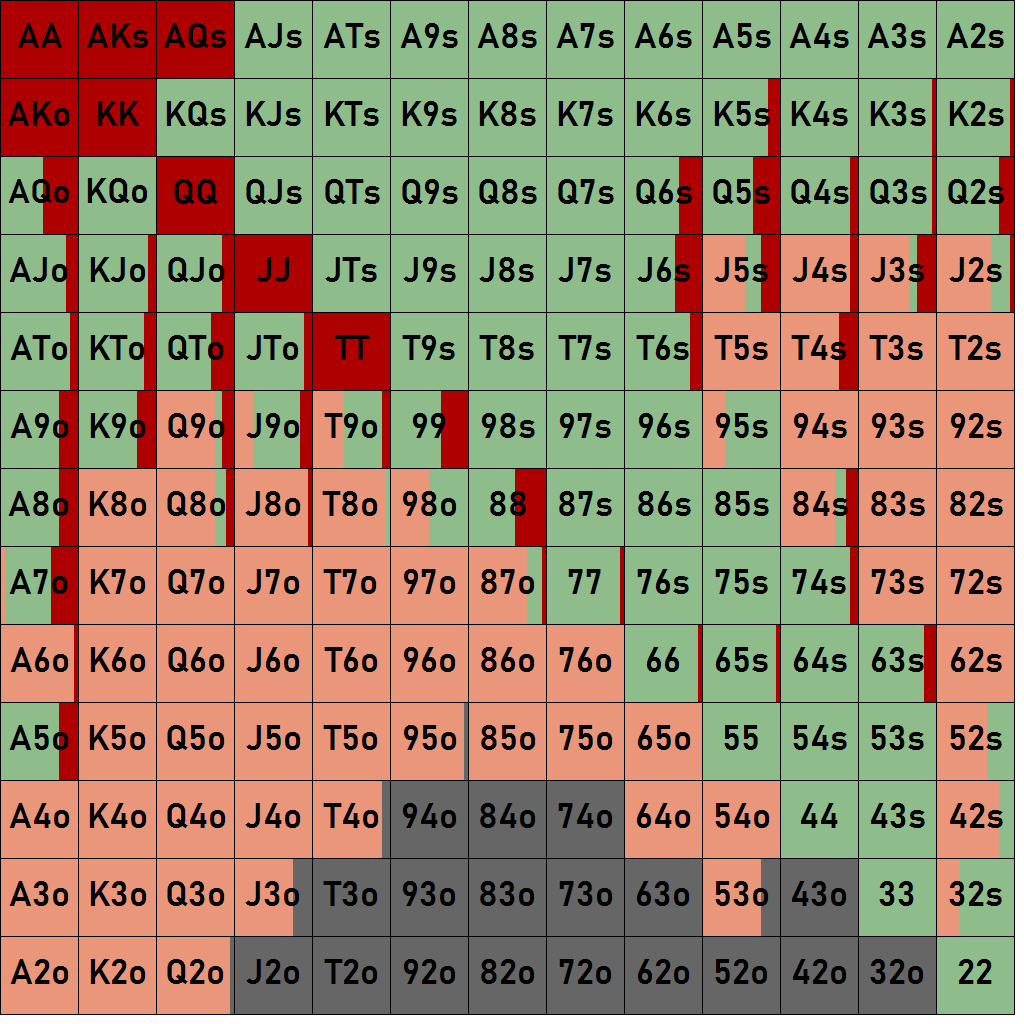 AA AKs AQs AJs ATs A9s A8s A7s A6s A5s A4s A3s A2s
AKo KK KQs KJs KTs K9s K8s K7s K6s K5s K4s K3s K2s
AQo KQo QQ QJs QTs Q9s Q8s Q7s Q6s Q5s Q4s Q3s Q2s
AJo KJo QJo JJ JTs J9s J8s J7s J6s J5s J4s J3s J2s
ATo KTo QTo JTo TT T9s T8s T7s T6s T5s T4s T3s T2s
A9o K9o Q9o J9o T9o 99 98s 97s 96s 95s 94s 93s 92s
A8o K8o Q8o J8o T8o 98o 88 87s 86s 85s 84s 83s 82s
A7o K7o Q7o J7o T7o 97o 87o 77 76s 75s 74s 73s 72s
A6o K6o Q6o J6o T6o 96o 86o 76o 66 65s 64s 63s 62s
A5o K5o Q5o J5o T5o 95o 85o 75o 65o 55 54s 53s 52s
A4o K4o Q4o J4o T4o 94o 84o 74o 64o 54o 44 43s 42s
A3o K3o Q3o J3o T3o 93o 83o 73o 63o 53o 43o 33 32s
A2o K2o Q2o J2o T2o 92o 82o 72o 62o 52o 42o 32o 22